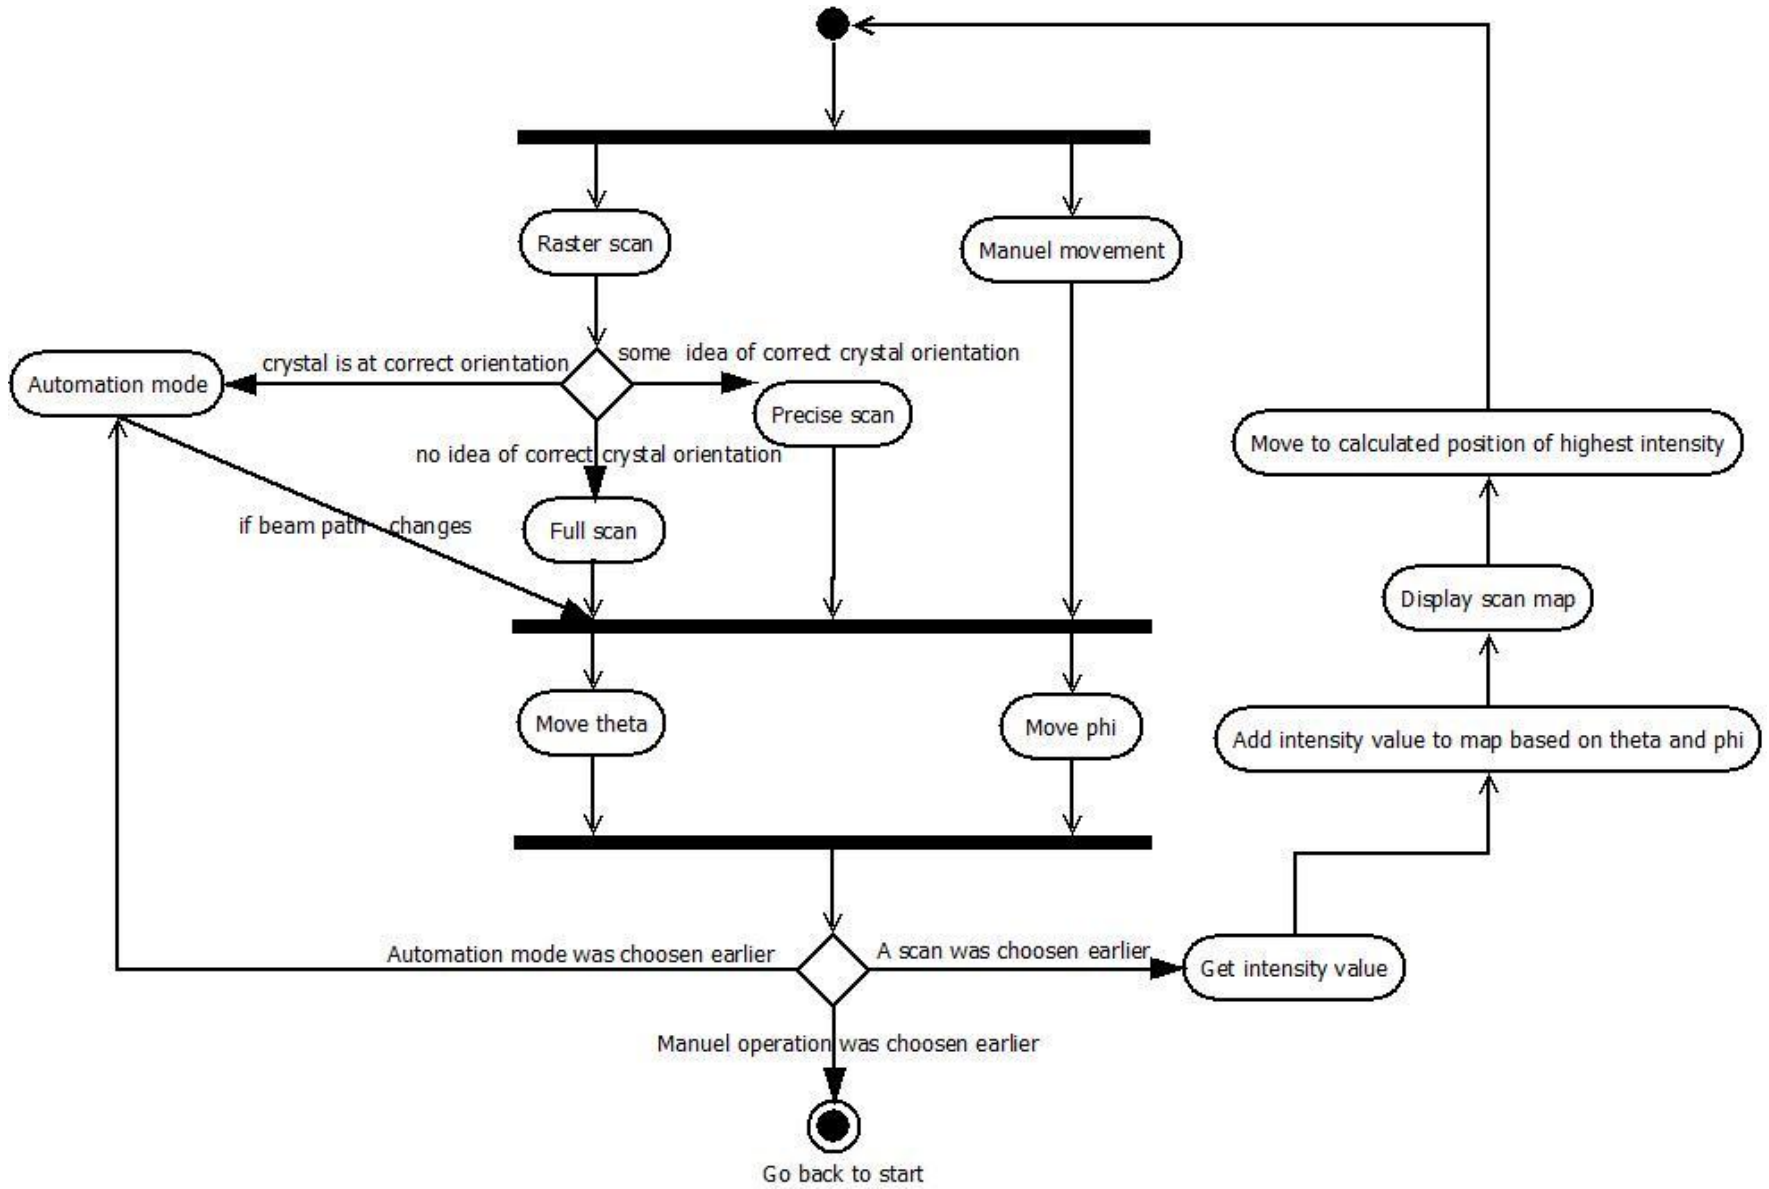 Raster scan
Manuel movement
some idea of correct crystal orientation
crystal is at correct orientation
Automation mode
Precise scan
Move to calculated position of highest intensity
no idea of correct crystal orientation
if beam path changes
Full scan
Display scan map
Move theta
Move phi
Add intensity value to map based on theta and phi
Automation mode was choosen earlier
A scan was choosen earlier
Get intensity value
Manuel operation was choosen earlier
Go back to start